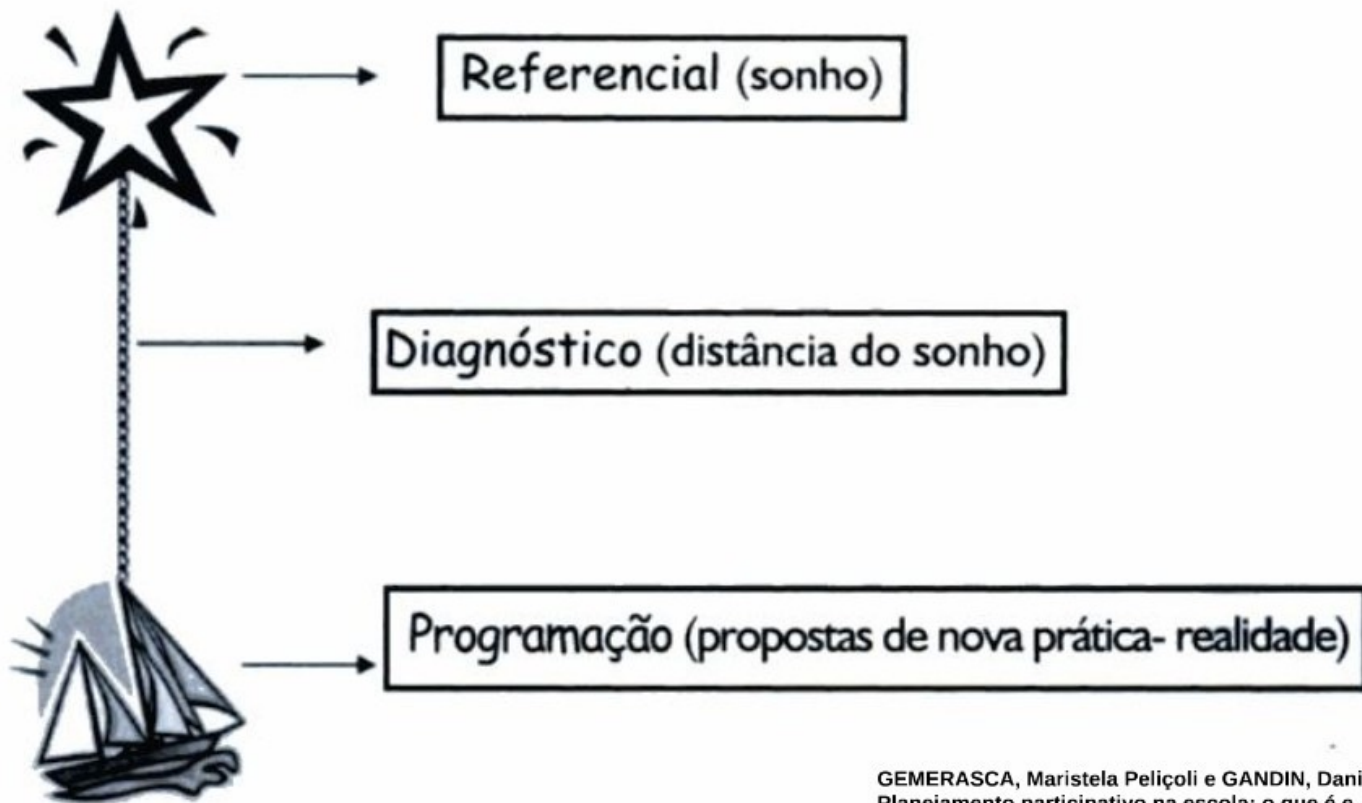 Referencial (sonho)
Diagnóstico (distância do sonho)
Programação (propostas de nova prática- realidade)
GEMERASCA, Maristela Peliçoli e GANDIN, Dani
Planejamento participativo na escola: o que é e